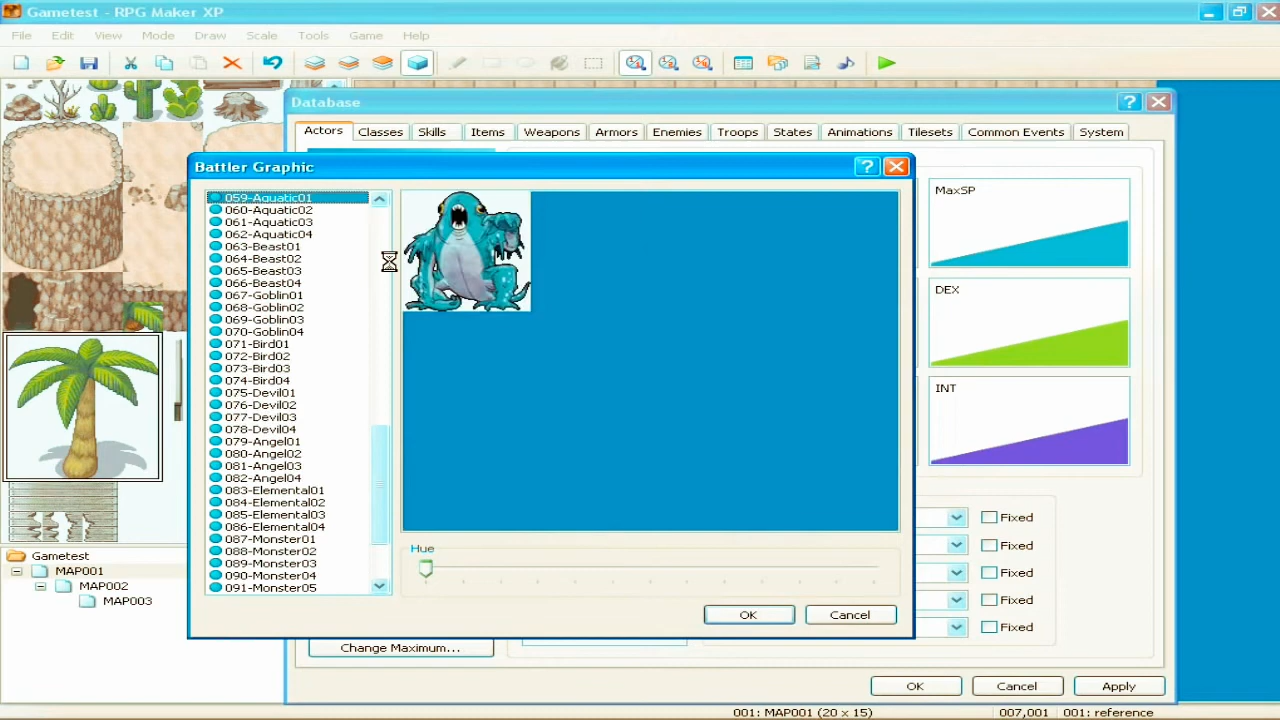 Gametest - RPG Maker XP
File Edit View Mode Draw Scale Tools Game Help
Database
Actors Classes Skills Items Weapons Armors Enemies Troops States Animations Tilesets Common Events System
Battler Graphic
059-Aquatic01
060-Aquatic02
061-Aquatic03
062-Aquatic04
063-Beast01
064-Beast02
065-Beast03
066-Beast04
067-Goblin01
068-Goblin02
069-Goblin03
070-Goblin04
071-Bird01
072-Bird02
073-Bird03
074-Bird04
075-Devil01
076-Devil02
077-Devil03
078-Devil04
079-Angel01
080-Angel02
081-Angel03
082-Angel04
083-Elemental01
084-Elemental02
085-Elemental03
086-Elemental04
087-Monster01
088-Monster02
089-Monster03
090-Monster04
091-Monster05
Hue
OK Cancel
MaxSP
DEX
INT
Fixed
Fixed
Fixed
Fixed
Fixed
Gametest
MAP001
MAP002
MAP003
Change Maximum...
OK Cancel Apply
001: MAP001 (20 x 15) 007,001 001: reference